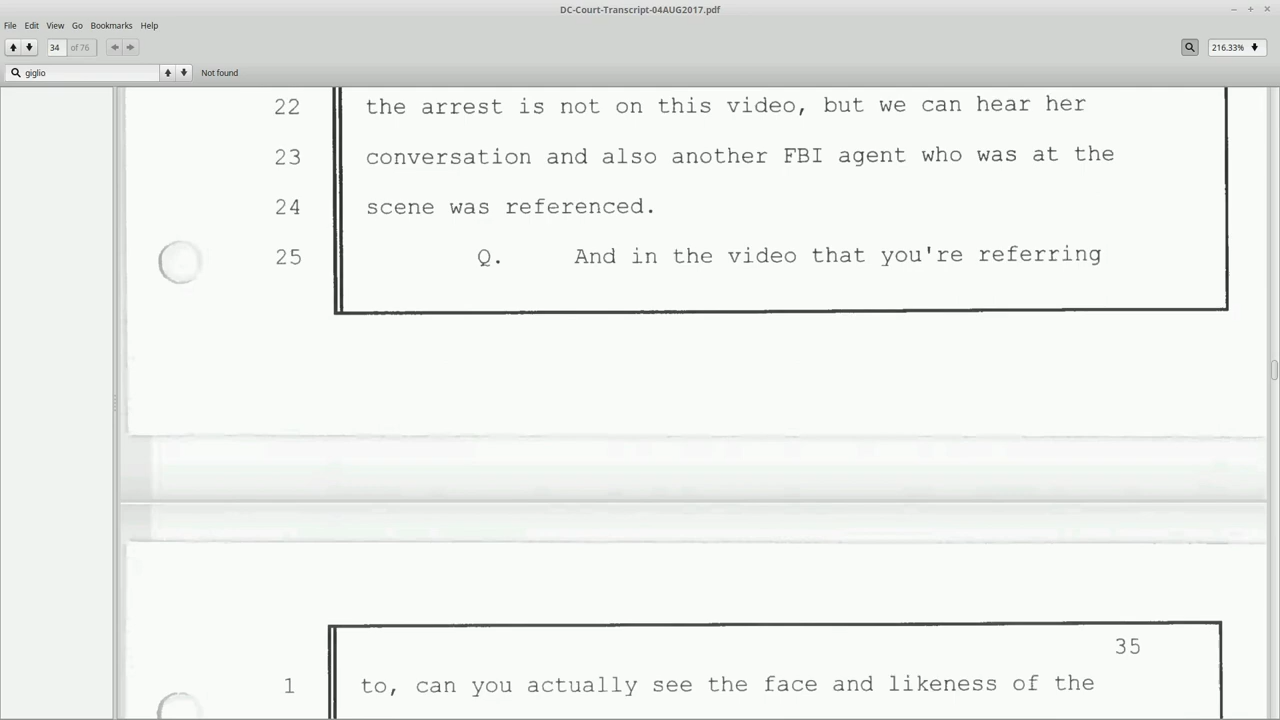 DC-Court-Transcript-04AUG2017.pdf
File Edit View Go Bookmarks Help
34 of 76 216.33%
giglio Not found
22 the arrest is not on this video, but we can hear her
23 conversation and also another FBI agent who was at the
24 scene was referenced.
25 Q. And in the video that you're referring
35
1 to, can you actually see the face and likeness of the